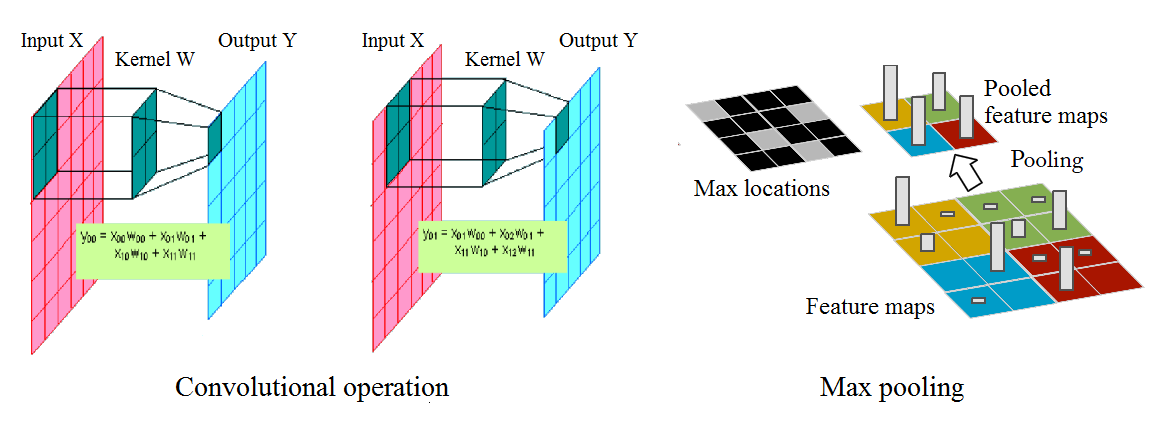 Input X
Output Y
Kernel W
y00 = x00w00 + x01w01 +
x10w10 + x11w11
Input X
Output Y
Kernel W
y01 = x01w00 + x02w01 +
x11w10 + x12w11
Convolutional operation
Max locations
Pooled
feature maps
Pooling
Feature maps
Max pooling